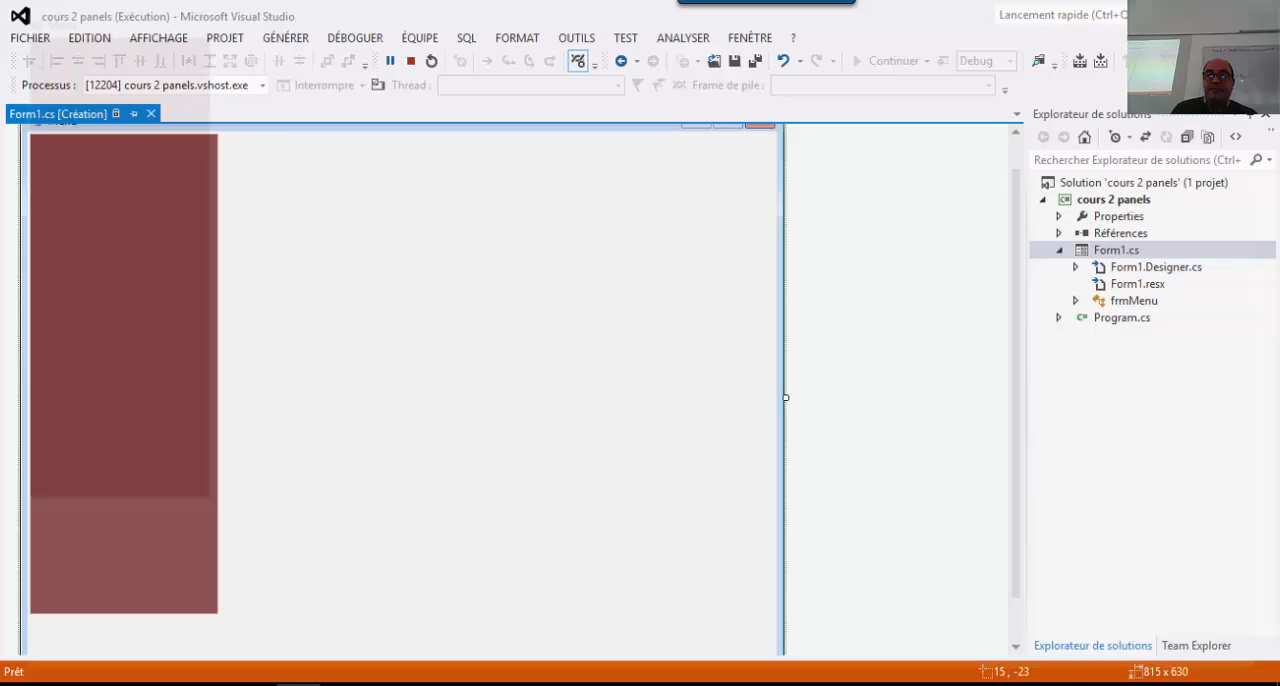 cours 2 panels (Exécution) - Microsoft Visual Studio
Lancement rapide (Ctrl+Q
FICHIER EDITION AFFICHAGE PROJET GÉNÉRER DÉBOGUER ÉQUIPE SQL FORMAT OUTILS TEST ANALYSER FENÊTRE ?
Continuer Debug
Processus : [12204] cours 2 panels.vshost.exe Interrompre Thread : Frame de pile :
Form1.cs [Création]
Explorateur de solutions
Rechercher Explorateur de solutions (Ctrl+
Solution 'cours 2 panels' (1 projet)
cours 2 panels
Properties
Références
Form1.cs
Form1.Designer.cs
Form1.resx
frmMenu
Program.cs
Explorateur de solutions Team Explorer
Prêt 15 , -23 815 x 630